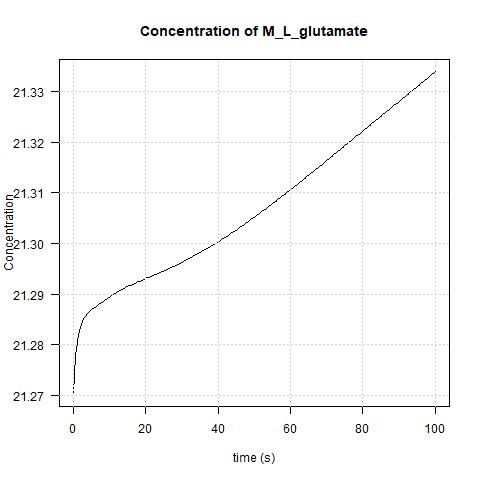 Concentration of M_L_glutamate
Concentration
21.33
21.32
21.31
21.30
21.29
21.28
21.27
0 20 40 60 80 100
time (s)